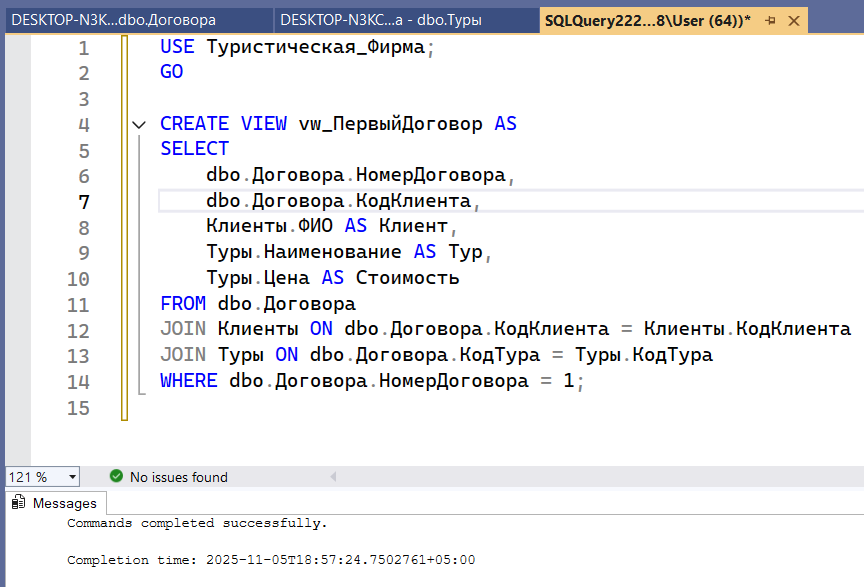 DESKTOP-N3K...dbo.Договора DESKTOP-N3KC...a - dbo.Туры SQLQuery222...8\User (64))*
1 USE Туристическая_Фирма;
2 GO
3
4 CREATE VIEW vw_ПервыйДоговор AS
5 SELECT
6 dbo.Договора.НомерДоговора,
7 dbo.Договора.КодКлиента,
8 Клиенты.ФИО AS Клиент,
9 Туры.Наименование AS Тур,
10 Туры.Цена AS Стоимость
11 FROM dbo.Договора
12 JOIN Клиенты ON dbo.Договора.КодКлиента = Клиенты.КодКлиента
13 JOIN Туры ON dbo.Договора.КодТура = Туры.КодТура
14 WHERE dbo.Договора.НомерДоговора = 1;
15
121 % No issues found
Messages
Commands completed successfully.
Completion time: 2025-11-05T18:57:24.7502761+05:00